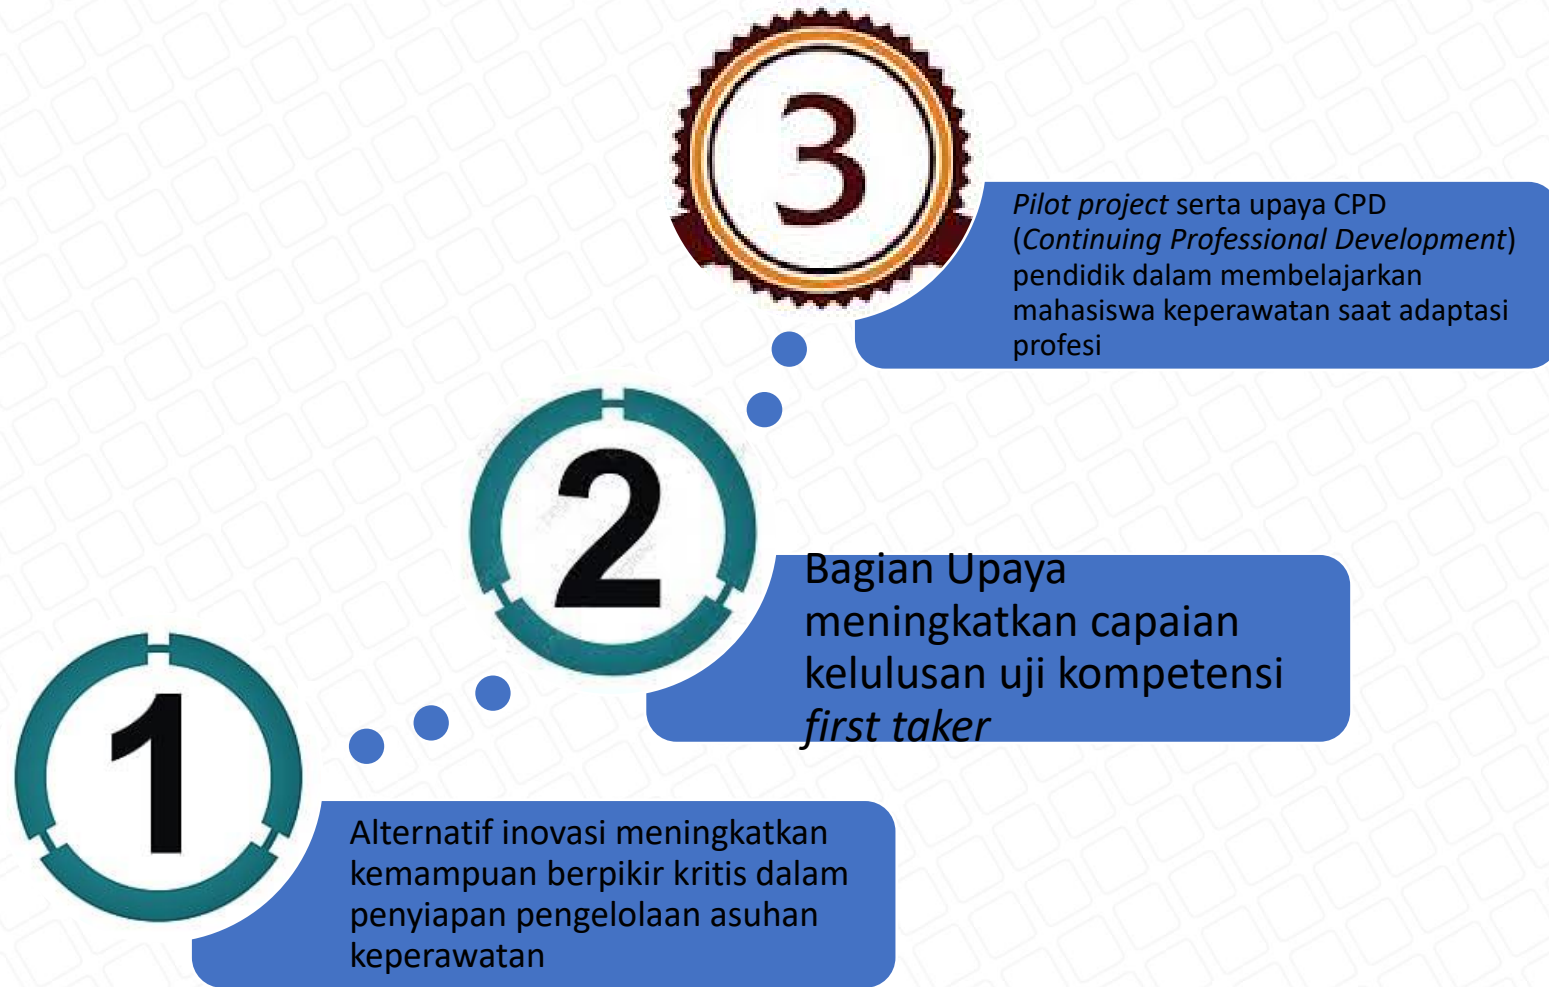 3
Pilot project serta upaya CPD
(Continuing Professional Development)
pendidik dalam membelajarkan
mahasiswa keperawatan saat adaptasi
profesi
2
Bagian Upaya
meningkatkan capaian
kelulusan uji kompetensi
first taker
1
Alternatif inovasi meningkatkan
kemampuan berpikir kritis dalam
penyiapan pengelolaan asuhan
keperawatan